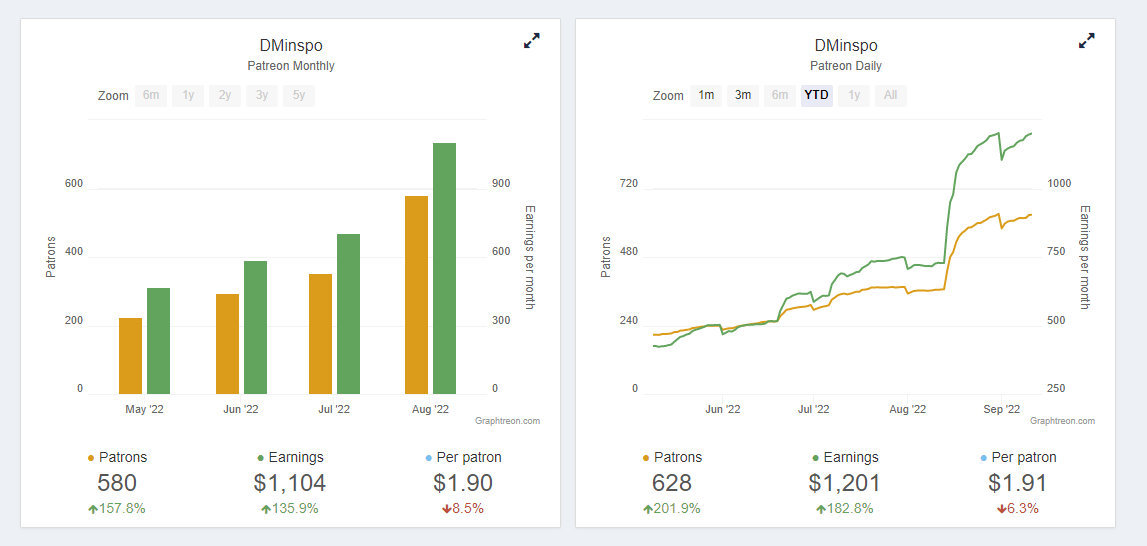 DMinspo
Patreon Monthly
Zoom 6m 1y 2y 3y 5y
600
400
200
0
Patrons
900
600
300
0
Earnings per month
May '22 Jun '22 Jul '22 Aug '22
Graphtreon.com
Patrons Earnings Per patron
580 $1,104 $1.90
157.8% 135.9% 8.5%
DMinspo
Patreon Daily
Zoom 1m 3m 6m YTD 1y All
720
480
240
0
Patrons
1000
750
500
250
Earnings per month
Jun '22 Jul '22 Aug '22 Sep '22
Graphtreon.com
Patrons Earnings Per patron
628 $1,201 $1.91
201.9% 182.8% 6.3%